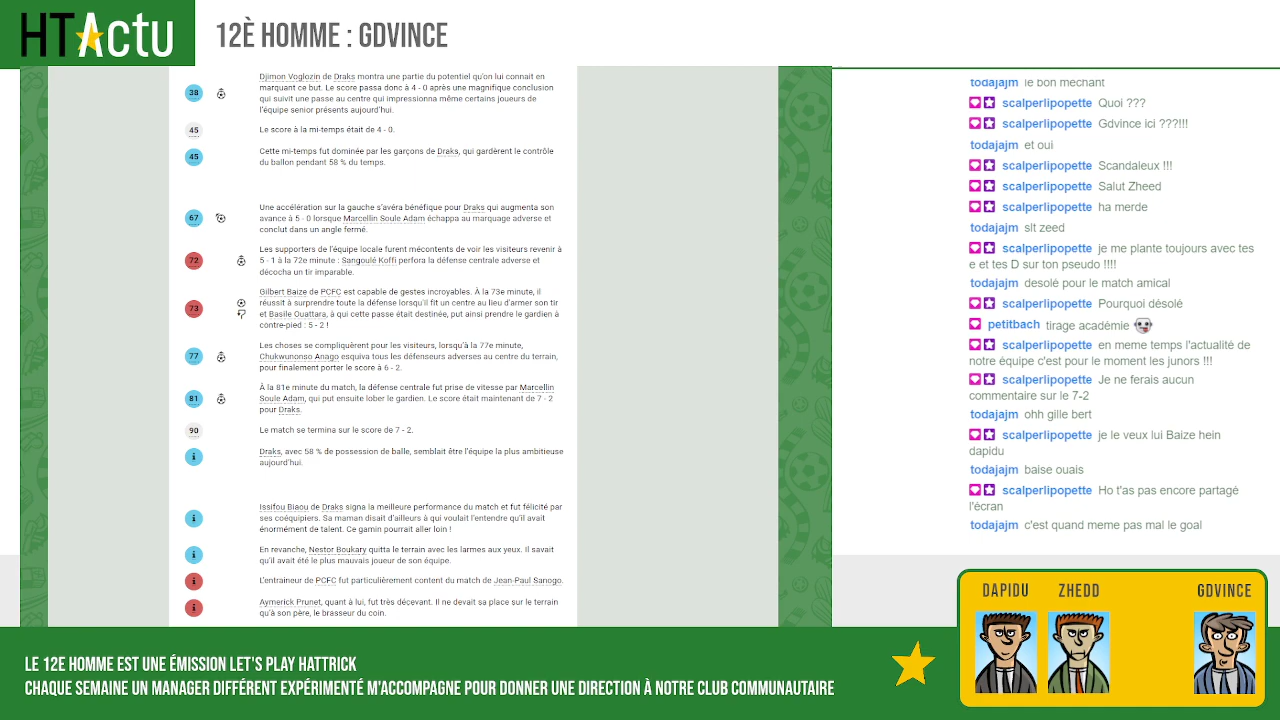 HTActu
12È HOMME : GDVINCE
38
Djimon Voglozin de Draks montra une partie du potentiel qu'on lui connait en
marquant ce but. Le score passa donc à 4 - 0 après une magnifique conclusion
qui suivit une passe au centre qui impressionna même certains joueurs de
l'équipe senior présents aujourd'hui.
45
Le score à la mi-temps était de 4 - 0.
45
Cette mi-temps fut dominée par les garçons de Draks, qui gardèrent le contrôle
du ballon pendant 58 % du temps.
67
Une accélération sur la gauche s'avéra bénéfique pour Draks qui augmenta son
avance à 5 - 0 lorsque Marcellin Soule Adam échappa au marquage adverse et
conclut dans un angle fermé.
72
Les supporters de l'équipe locale furent mécontents de voir les visiteurs revenir à
5 - 1 à la 72e minute : Sangoulé Koffi perfora la défense centrale adverse et
décocha un tir imparable.
73
Gilbert Baize de PCFC est capable de gestes incroyables. À la 73e minute, il
réussit à surprendre toute la défense lorsqu'il fit un centre au lieu d'armer son tir
et Basile Ouattara, à qui cette passe était destinée, put ainsi prendre le gardien à
contre-pied : 5 - 2 !
77
Les choses se compliquèrent pour les visiteurs, lorsqu'à la 77e minute,
Chukwunonso Anago esquiva tous les défenseurs adverses au centre du terrain,
pour finalement porter le score à 6 - 2.
81
À la 81e minute du match, la défense centrale fut prise de vitesse par Marcellin
Soule Adam, qui put ensuite lober le gardien. Le score était maintenant de 7 - 2
pour Draks.
90
Le match se termina sur le score de 7 - 2.
i
Draks, avec 58 % de possession de balle, semblait être l'équipe la plus ambitieuse
aujourd'hui.
i
Issifou Biaou de Draks signa la meilleure performance du match et fut félicité par
ses coéquipiers. Sa maman disait d'ailleurs à qui voulait l'entendre qu'il avait
énormément de talent. Ce gamin pourrait aller loin !
i
En revanche, Nestor Boukary quitta le terrain avec les larmes aux yeux. Il savait
qu'il avait été le plus mauvais joueur de son équipe.
i
L'entraineur de PCFC fut particulièrement content du match de Jean-Paul Sanogo.
i
Aymerick Prunet, quant à lui, fut très décevant. Il ne devait sa place sur le terrain
qu'à son père, le brasseur du coin.
todajajm le bon mechant
scalperlipopette Quoi ???
scalperlipopette Gdvince ici ???!!!
todajajm et oui
scalperlipopette Scandaleux !!!
scalperlipopette Salut Zheed
scalperlipopette ha merde
todajajm slt zeed
scalperlipopette je me plante toujours avec tes
e et tes D sur ton pseudo !!!!
todajajm desolé pour le match amical
scalperlipopette Pourquoi désolé
petitbach tirage académie
scalperlipopette en meme temps l'actualité de
notre équipe c'est pour le moment les junors !!!
scalperlipopette Je ne ferais aucun
commentaire sur le 7-2
todajajm ohh gille bert
scalperlipopette je le veux lui Baize hein
dapidu
todajajm baise ouais
scalperlipopette Ho t'as pas encore partagé
l'écran
todajajm c'est quand meme pas mal le goal
DAPIDU ZHEDD GDVINCE
LE 12E HOMME EST UNE ÉMISSION LET'S PLAY HATTRICK
CHAQUE SEMAINE UN MANAGER DIFFÉRENT EXPÉRIMENTÉ M'ACCOMPAGNE POUR DONNER UNE DIRECTION À NOTRE CLUB COMMUNAUTAIRE